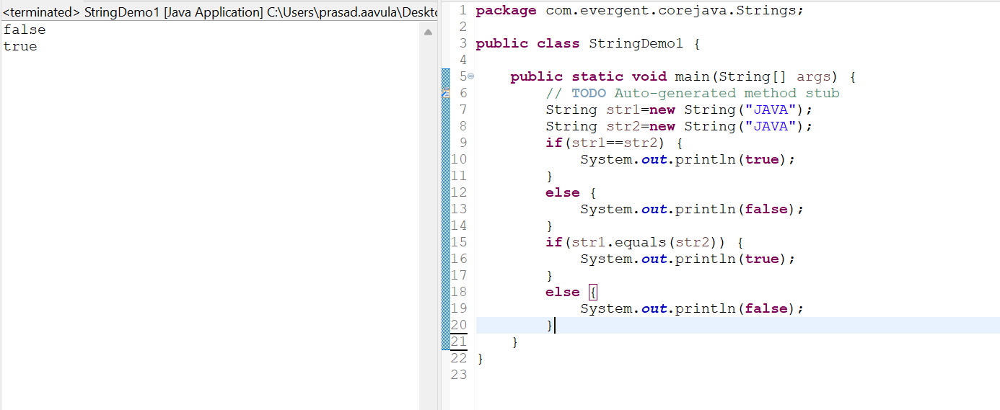 <terminated> StringDemo1 [Java Application] C:\Users\prasad.aavula\Deskto
false
true
1 package com.evergent.corejava.Strings;
2
3 public class StringDemo1 {
4
5     public static void main(String[] args) {
6         // TODO Auto-generated method stub
7         String str1=new String("JAVA");
8         String str2=new String("JAVA");
9         if(str1==str2) {
10             System.out.println(true);
11         }
12         else {
13             System.out.println(false);
14         }
15         if(str1.equals(str2)) {
16             System.out.println(true);
17         }
18         else {
19             System.out.println(false);
20         }
21     }
22 }
23